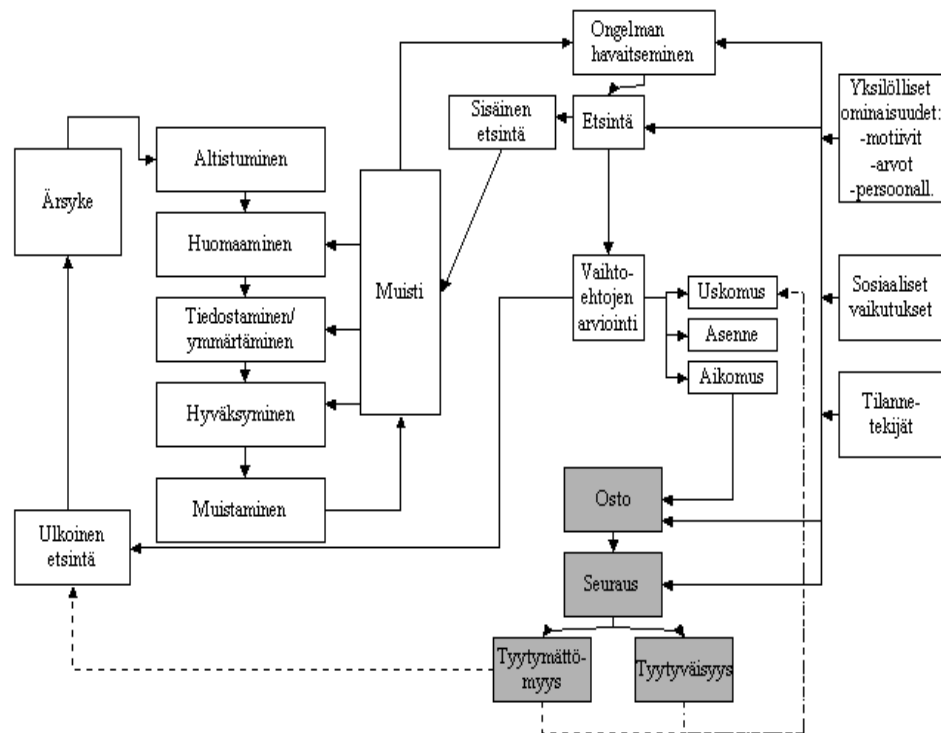 Ongelman
havaitseminen
Yksilölliset
ominaisuudet:
-motiivit
-arvot
-persoonall.
Sisäinen
etsintä
Etsintä
Altistuminen
Ärsyke
Huomaaminen
Muisti
Vaihto-
ehtojen
arviointi
Uskomus
Sosiaaliset
vaikutukset
Tiedostaminen/
ymmärtäminen
Asenne
Aikomus
Hyväksyminen
Tilanne-
tekijät
Muistaminen
Osto
Ulkoinen
etsintä
Seuraus
Tyytymättö-
myys
Tyytyväisyys